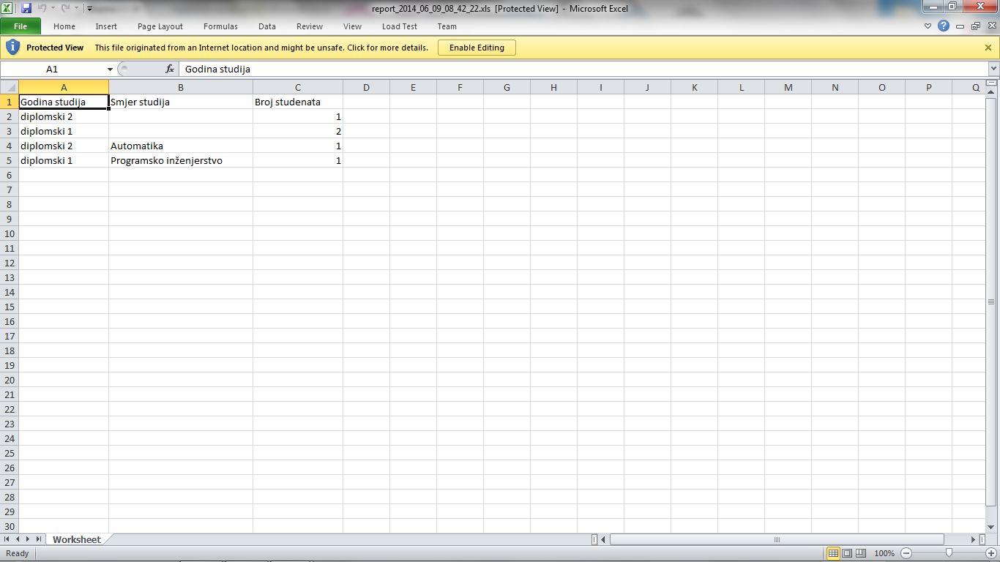 report_2014_06_09_08_42_22.xls [Protected View] - Microsoft Excel
File Home Insert Page Layout Formulas Data Review View Load Test Team
Protected View This file originated from an Internet location and might be unsafe. Click for more details. Enable Editing
A1 fx Godina studija
A B C D E F G H I J K L M N O P Q
1 Godina studija Smjer studija Broj studenata
2 diplomski 2 1
3 diplomski 1 2
4 diplomski 2 Automatika 1
5 diplomski 1 Programsko inženjerstvo 1
6
7
8
9
10
11
12
13
14
15
16
17
18
19
20
21
22
23
24
25
26
27
28
29
30
Worksheet
Ready 100%